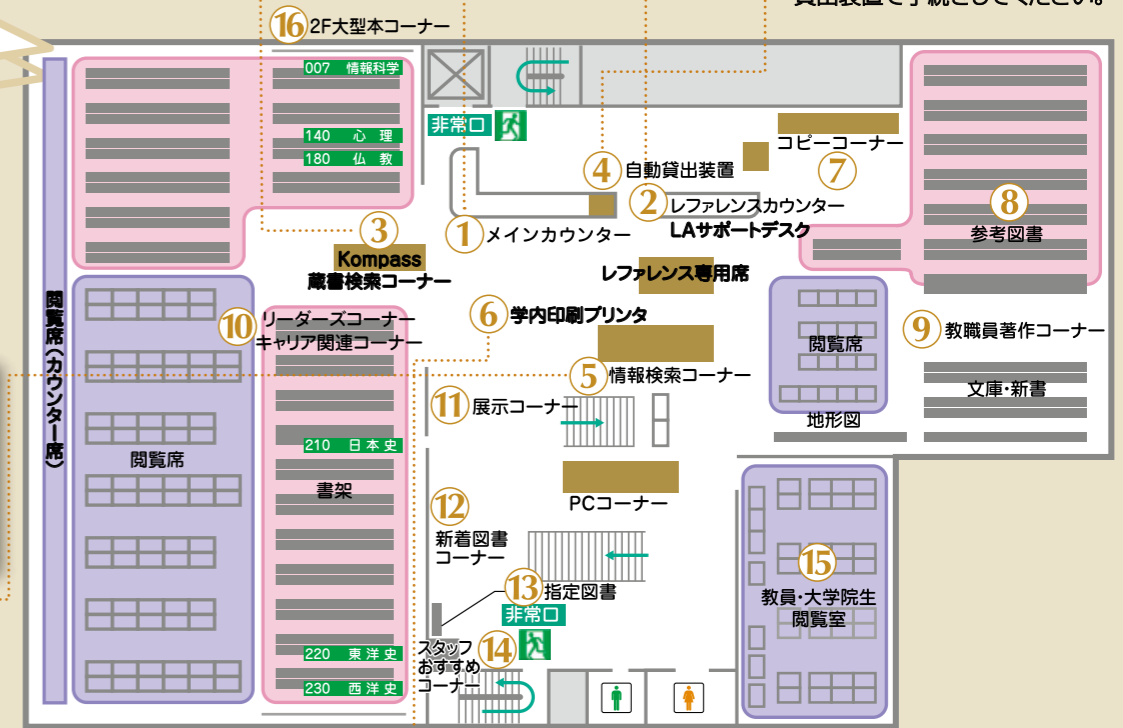 貸出装置で手続きしてください。
⑯ 2F大型本コーナー
007 情報科学
140 心理
180 仏教
非常口
コピーコーナー
⑦
④ 自動貸出装置
② レファレンスカウンター
LAサポートデスク
① メインカウンター
③
Kompass
蔵書検索コーナー
レファレンス専用席
⑧
参考図書
閲覧席(カウンター席)
⑩ リーダーズコーナー
キャリア関連コーナー
⑥ 学内印刷プリンタ
⑤ 情報検索コーナー
閲覧席
地形図
⑨ 教職員著作コーナー
文庫・新書
⑪ 展示コーナー
閲覧席
210 日本史
書架
PCコーナー
⑫
新着図書
コーナー
⑬ 指定図書
非常口
⑭
スタッフ
おすすめ
コーナー
⑮
教員・大学院生
閲覧室
220 東洋史
230 西洋史